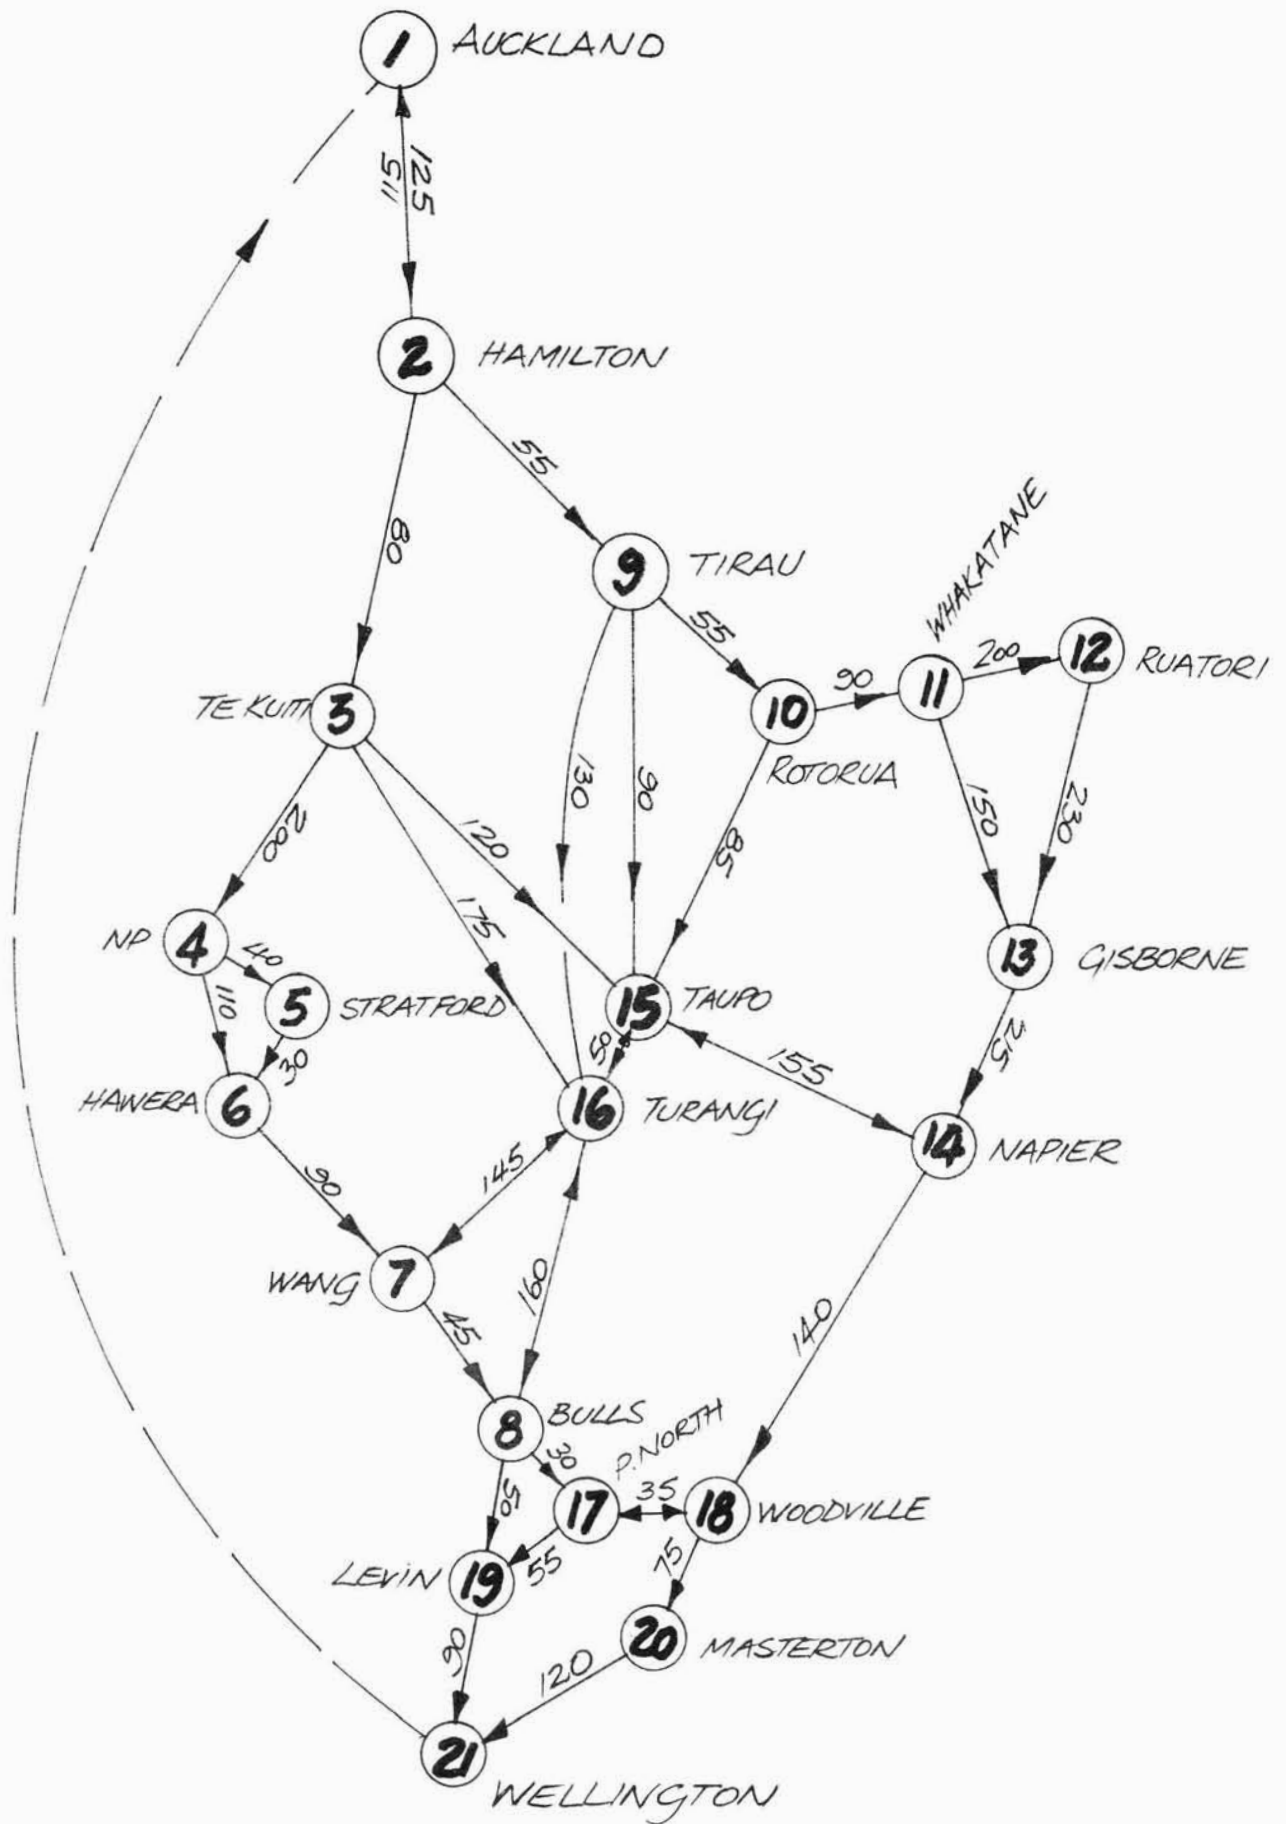 1 AUCKLAND
115
125
2 HAMILTON
55
80
9 TIRAU
WHAKATANE
55
90
11
200
12 RUATORI
TE KUITI 3
10
ROTORUA
130
90
85
150
230
200
120
175
NP 4
40
110
5 STRATFORD
30
HAWERA 6
15 TAUPO
13 GISBORNE
50
155
215
16 TURANGI
14 NAPIER
90
145
WANG 7
160
140
45
8 BULLS
P. NORTH
30
50
17
35
18 WOODVILLE
LEVIN 19
55
75
20 MASTERTON
90
120
21
WELLINGTON